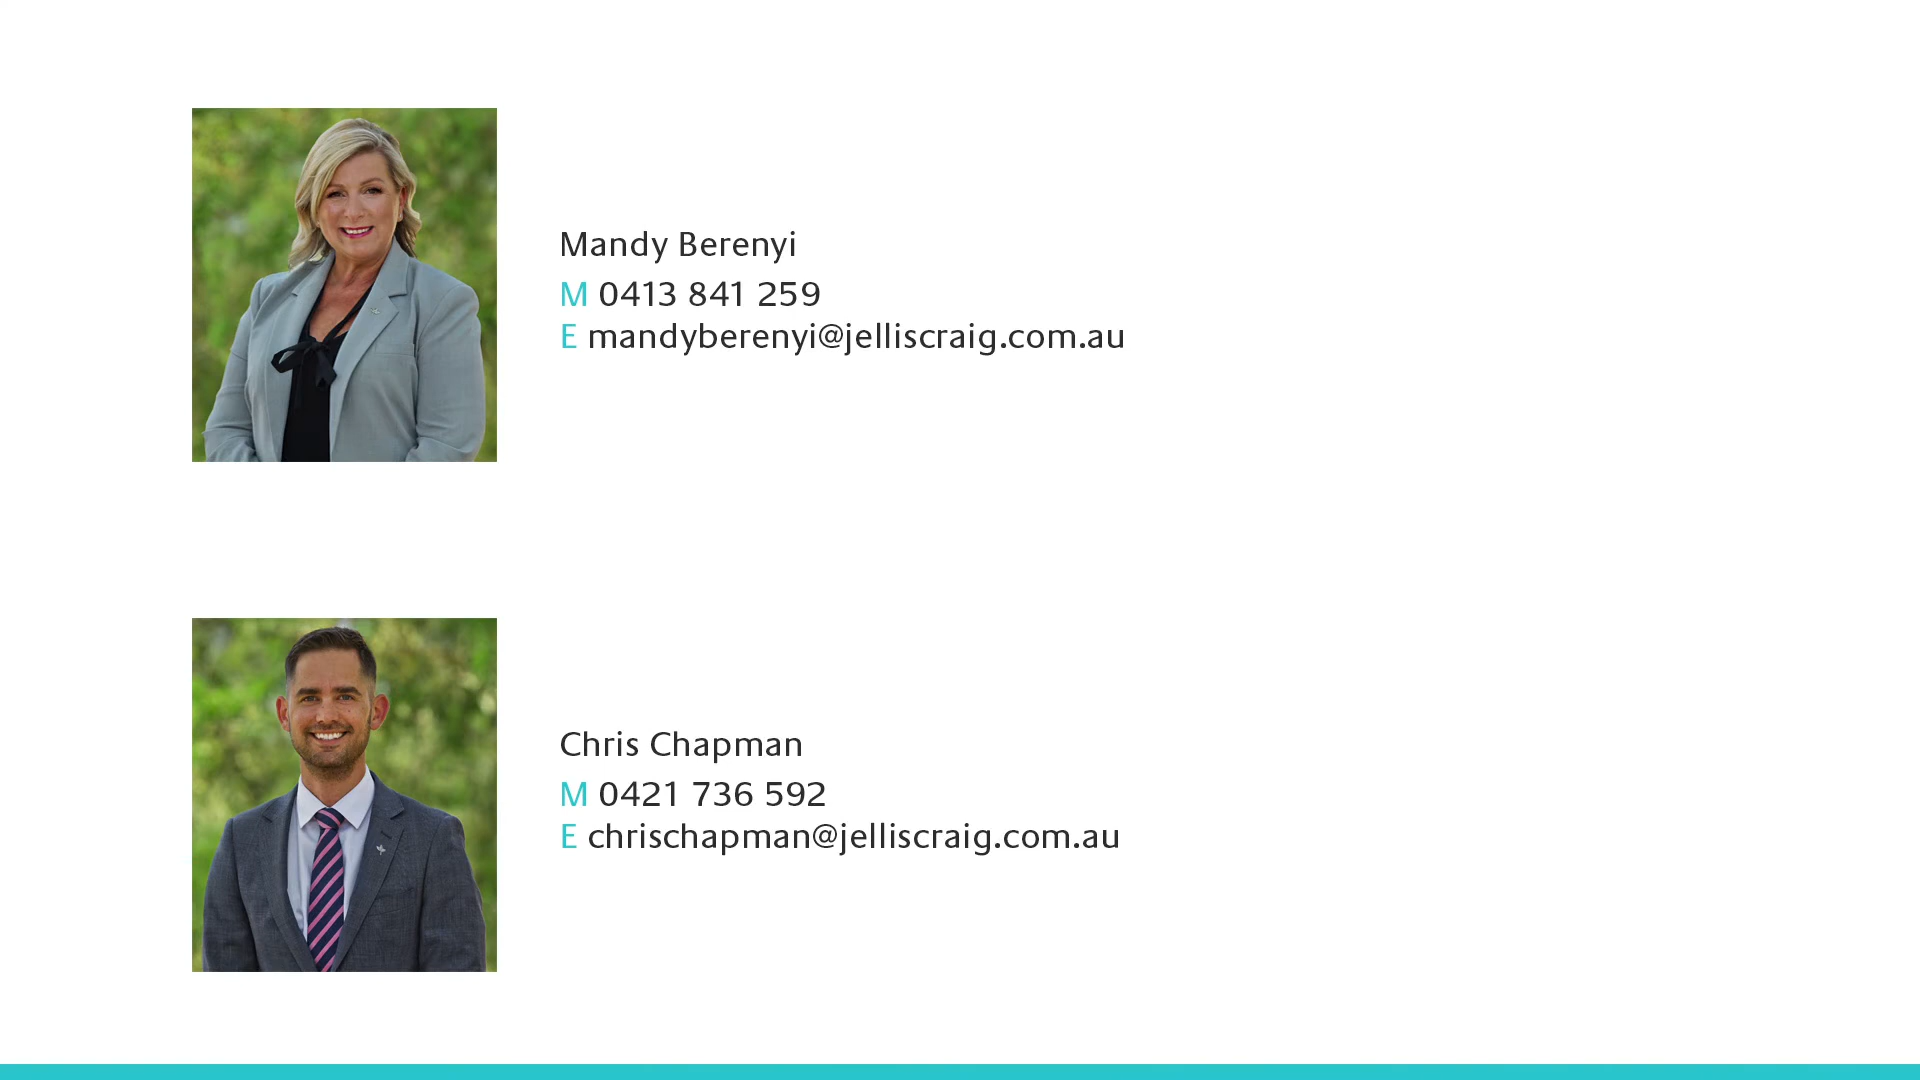 Mandy Berenyi
M 0413 841 259
E mandyberenyi@jelliscraig.com.au
Chris Chapman
M 0421 736 592
E chrischapman@jelliscraig.com.au